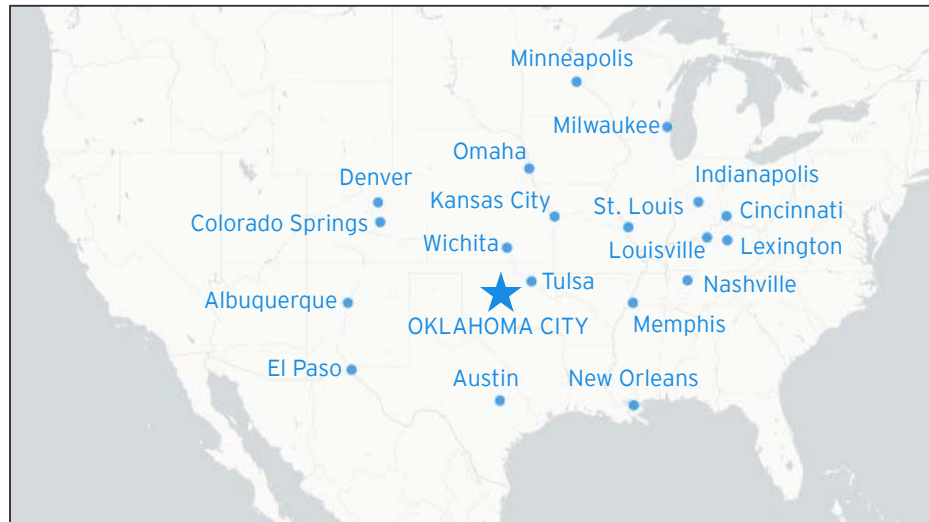 Minneapolis
Milwaukee
Omaha
Indianapolis
Denver
Kansas City
St. Louis
Cincinnati
Colorado Springs
Wichita
Louisville
Lexington
Tulsa
Nashville
Albuquerque
OKLAHOMA CITY
Memphis
El Paso
Austin
New Orleans